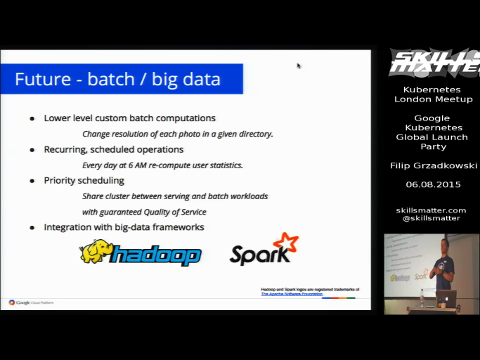 Future - batch / big data
Lower level custom batch computations
Change resolution of each photo in a given directory.
Recurring, scheduled operations
Every day at 6 AM re-compute user statistics.
Priority scheduling
Share cluster between serving and batch workloads
with guaranteed Quality of Service
Integration with big-data frameworks
hadoop
Spark
Hadoop and Spark logos are registered trademarks of
The Apache Software Foundation.
Google Cloud Platform
SKILLS
MATTER
Kubernetes
London Meetup
Google
Kubernetes
Global Launch
Party
Filip Grzadkowski
06.08.2015
skillsmatter.com
@skillsmatter